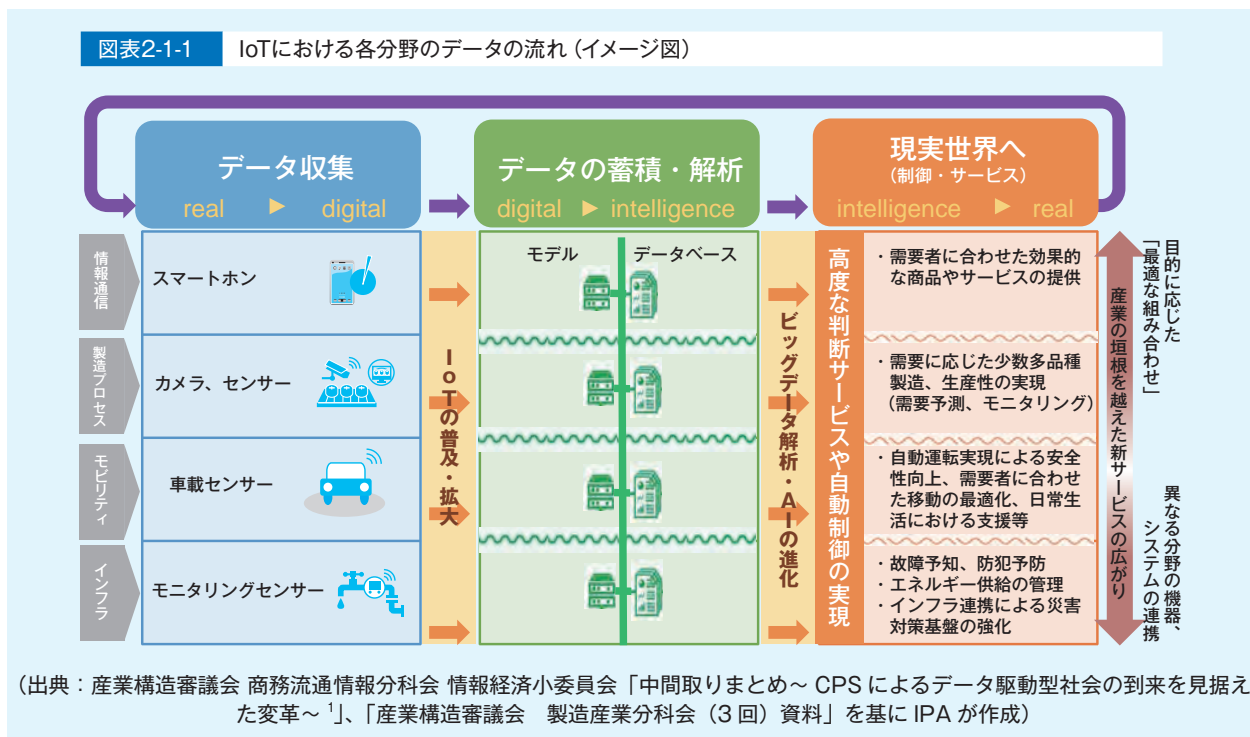 図表2-1-1 IoTにおける各分野のデータの流れ（イメージ図）
データ収集
real ▶ digital
データの蓄積・解析
digital ▶ intelligence
現実世界へ
（制御・サービス）
intelligence ▶ real
情報通信
スマートホン
製造プロセス
カメラ、センサー
モビリティ
車載センサー
インフラ
モニタリングセンサー
IoTの普及・拡大
モデル
データベース
ビッグデータ解析・AIの進化
高度な判断サービスや自動制御の実現
・需要者に合わせた効果的
な商品やサービスの提供
・需要に応じた少数多品種
製造、生産性の実現
（需要予測、モニタリング）
・自動運転実現による安全
性向上、需要者に合わせ
た移動の最適化、日常生
活における支援等
・故障予知、防犯予防
・エネルギー供給の管理
・インフラ連携による災害
対策基盤の強化
産業の垣根を越えた新サービスの広がり
目的に応じた
「最適な組み合わせ」
異なる分野の機器、
システムの連携
（出典：産業構造審議会 商務流通情報分科会 情報経済小委員会「中間取りまとめ～ CPS によるデータ駆動型社会の到来を見据え
た変革～ 1」、「産業構造審議会　製造産業分科会（3 回）資料」を基に IPA が作成）